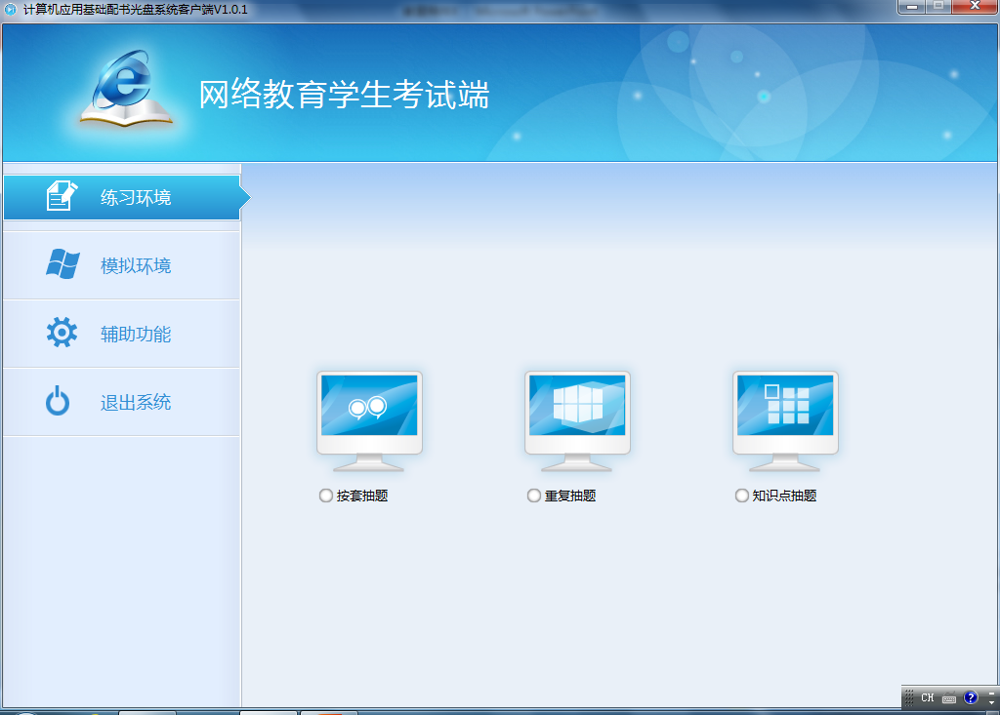 计算机应用基础配书光盘系统客户端V1.0.1
网络教育学生考试端
练习环境
模拟环境
辅助功能
退出系统
按套抽题
重复抽题
知识点抽题
CH